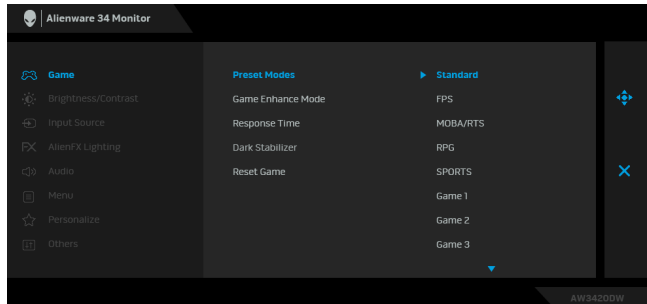 Alienware 34 Monitor
Game Preset Modes Standard
Brightness/Contrast Game Enhance Mode FPS
Input Source Response Time MOBA/RTS
FX AlienFX Lighting Dark Stabilizer RPG
Audio Reset Game SPORTS
Menu Game 1
Personalize Game 2
Others Game 3
AW3420DW